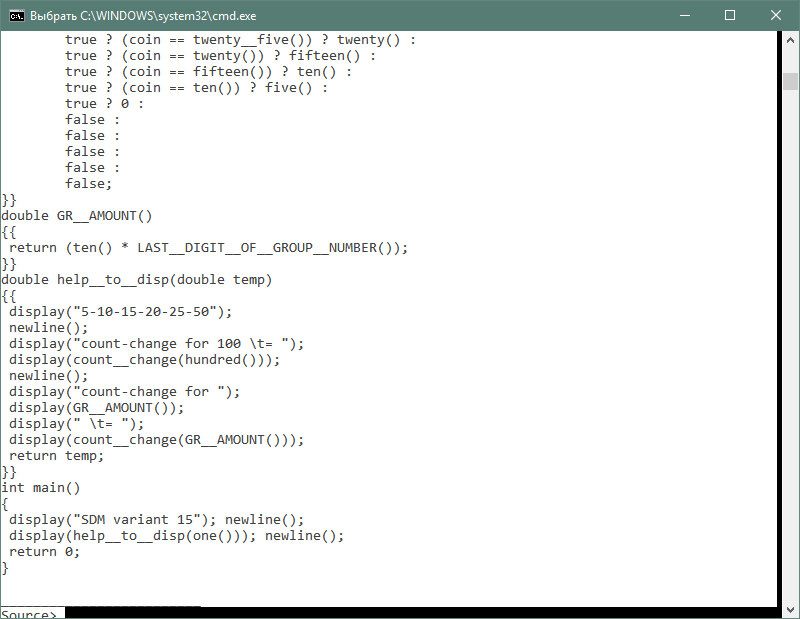 Выбрать C:\WINDOWS\system32\cmd.exe
        true ? (coin == twenty__five()) ? twenty() :
        true ? (coin == twenty()) ? fifteen() :
        true ? (coin == fifteen()) ? ten() :
        true ? (coin == ten()) ? five() :
        true ? 0 :
        false :
        false :
        false :
        false :
        false;
}}
double GR__AMOUNT()
{{
 return (ten() * LAST__DIGIT__OF__GROUP__NUMBER());
}}
double help__to__disp(double temp)
{{
 display("5-10-15-20-25-50");
 newline();
 display("count-change for 100 \t= ");
 display(count__change(hundred()));
 newline();
 display("count-change for ");
 display(GR__AMOUNT());
 display(" \t= ");
 display(count__change(GR__AMOUNT()));
 return temp;
}}
int main()
{
 display("SDM variant 15"); newline();
 display(help__to__disp(one())); newline();
 return 0;
}
Source>